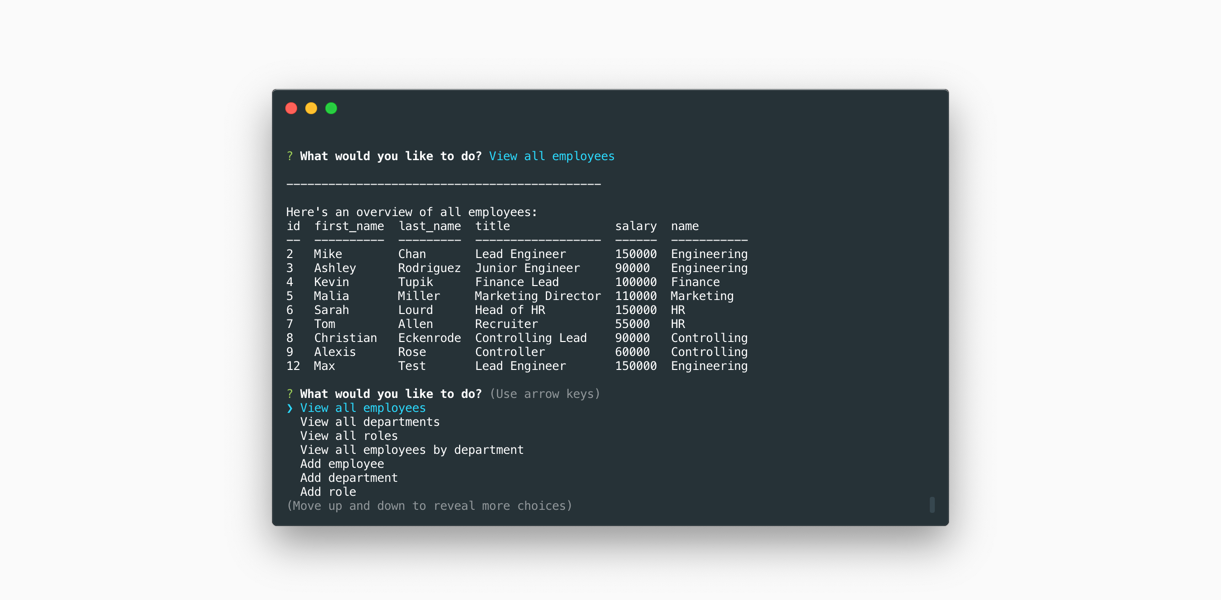 ? What would you like to do? View all employees
─────────────────────────────────────────────
Here's an overview of all employees:
id  first_name  last_name  title               salary  name
──  ──────────  ─────────  ──────────────────  ──────  ───────────
2   Mike        Chan       Lead Engineer       150000  Engineering
3   Ashley      Rodriguez  Junior Engineer     90000   Engineering
4   Kevin       Tupik      Finance Lead        100000  Finance
5   Malia       Miller     Marketing Director  110000  Marketing
6   Sarah       Lourd      Head of HR          150000  HR
7   Tom         Allen      Recruiter           55000   HR
8   Christian   Eckenrode  Controlling Lead    90000   Controlling
9   Alexis      Rose       Controller          60000   Controlling
12  Max         Test       Lead Engineer       150000  Engineering
? What would you like to do? (Use arrow keys)
❯ View all employees
  View all departments
  View all roles
  View all employees by department
  Add employee
  Add department
  Add role
(Move up and down to reveal more choices)